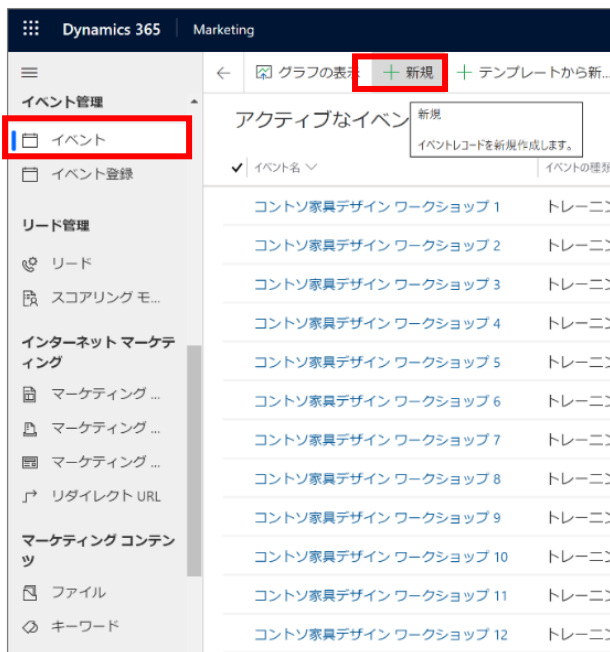 Dynamics 365 Marketing
グラフの表示 新規 テンプレートから新...
イベント管理
イベント
イベント登録
リード管理
リード
スコアリング モ...
インターネット マーケテ
ィング
マーケティング ...
マーケティング ...
マーケティング ...
リダイレクト URL
マーケティング コンテン
ツ
ファイル
キーワード
アクティブなイベン
新規
イベントレコードを新規作成します。
イベント名 イベントの種類
コントソ家具デザイン ワークショップ 1 トレーニン
コントソ家具デザイン ワークショップ 2 トレーニン
コントソ家具デザイン ワークショップ 3 トレーニン
コントソ家具デザイン ワークショップ 4 トレーニン
コントソ家具デザイン ワークショップ 5 トレーニン
コントソ家具デザイン ワークショップ 6 トレーニン
コントソ家具デザイン ワークショップ 7 トレーニン
コントソ家具デザイン ワークショップ 8 トレーニン
コントソ家具デザイン ワークショップ 9 トレーニン
コントソ家具デザイン ワークショップ 10 トレーニン
コントソ家具デザイン ワークショップ 11 トレーニン
コントソ家具デザイン ワークショップ 12 トレーニン